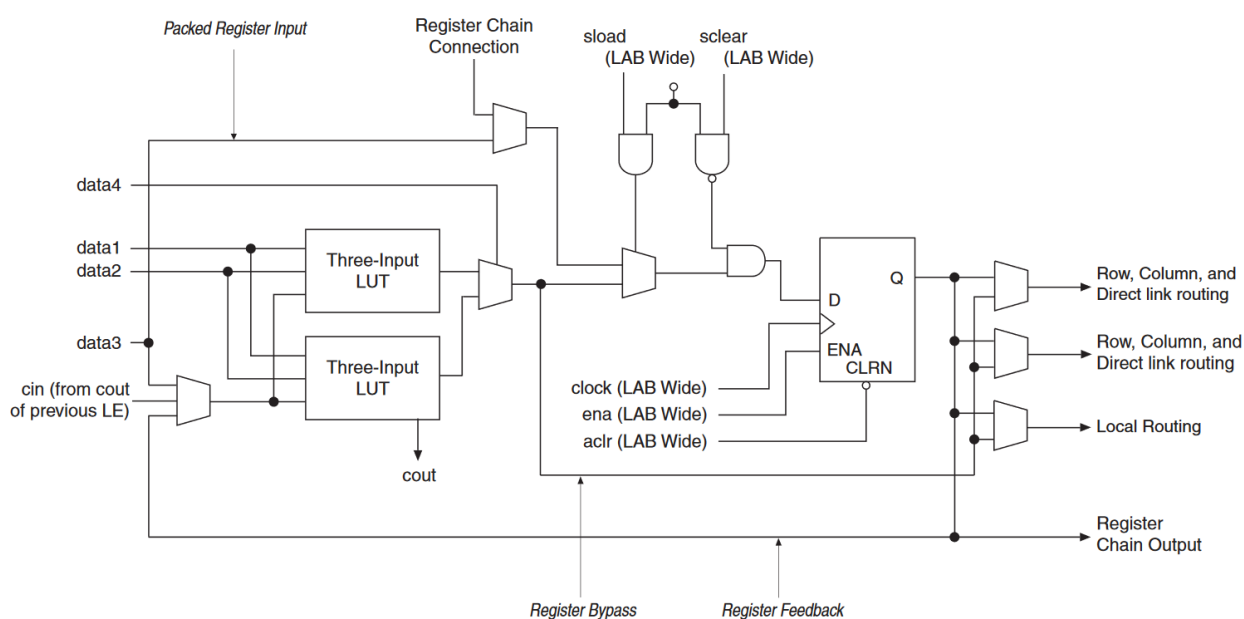 Packed Register Input
Register Chain
Connection
sload
(LAB Wide)
sclear
(LAB Wide)
data4
data1
data2
Three-Input
LUT
data3
Three-Input
LUT
cin (from cout
of previous LE)
cout
Q
D
ENA
CLRN
clock (LAB Wide)
ena (LAB Wide)
aclr (LAB Wide)
Row, Column, and
Direct link routing
Row, Column, and
Direct link routing
Local Routing
Register
Chain Output
Register Bypass
Register Feedback